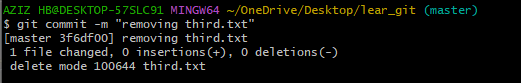 AZIZ HB@DESKTOP-57SLC91 MINGW64 ~/OneDrive/Desktop/lear_git (master)
$ git commit -m "removing third.txt"
[master 3f6df00] removing third.txt
 1 file changed, 0 insertions(+), 0 deletions(-)
 delete mode 100644 third.txt